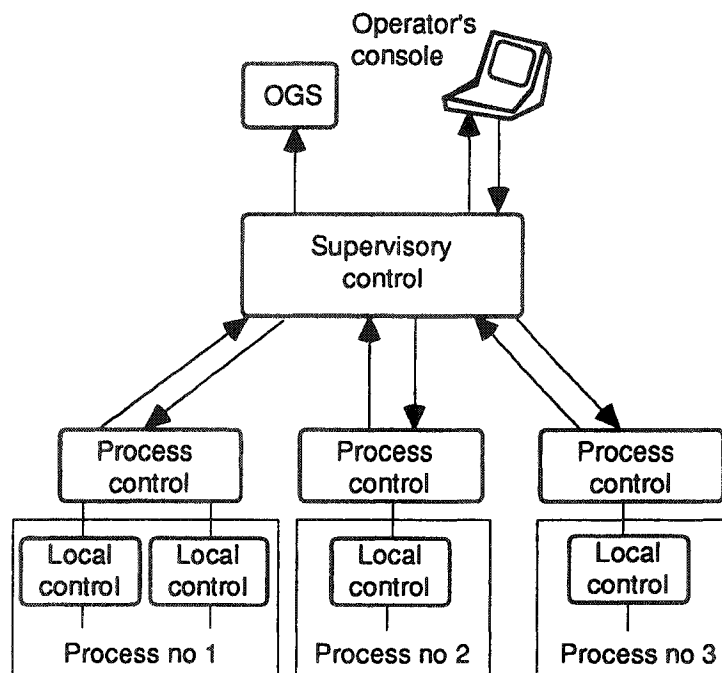 Operator's
console
OGS
Supervisory
control
Process
control
Process
control
Process
control
Local
control
Local
control
Local
control
Local
control
Process no 1
Process no 2
Process no 3